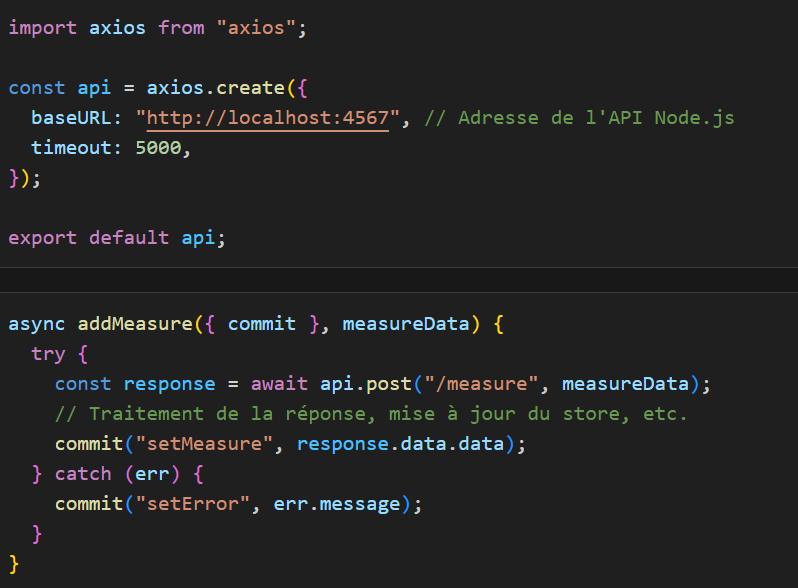 import axios from "axios";
const api = axios.create({
baseURL: "http://localhost:4567", // Adresse de l'API Node.js
timeout: 5000,
});
export default api;
async addMeasure({ commit }, measureData) {
try {
const response = await api.post("/measure", measureData);
// Traitement de la réponse, mise à jour du store, etc.
commit("setMeasure", response.data.data);
} catch (err) {
commit("setError", err.message);
}
}